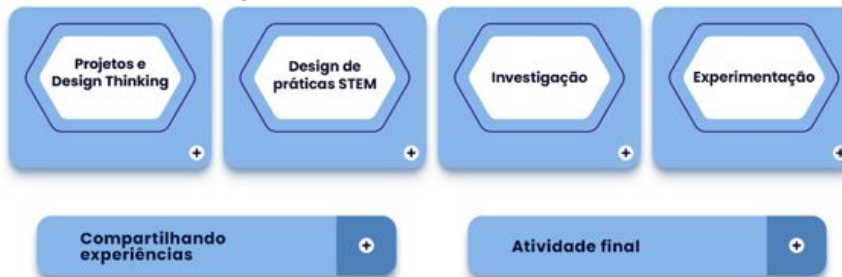 Projetos e
Design Thinking
Design de
práticas STEM
Investigação
Experimentação
Compartilhando
experiências
Atividade final